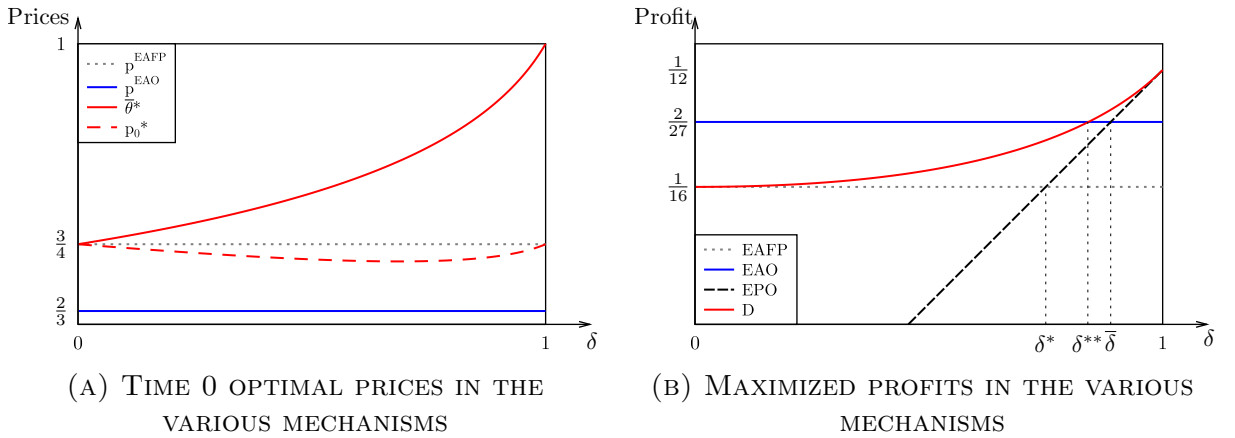 Prices
1
3/4
2/3
p^EAFP
p^EAO
θ̅*
p₀*
0
1
δ
(A) Time 0 optimal prices in the
various mechanisms
Profit
1/12
2/27
1/16
EAFP
EAO
EPO
D
0
δ*
δ**
δ̅
1
δ
(B) Maximized profits in the various
mechanisms